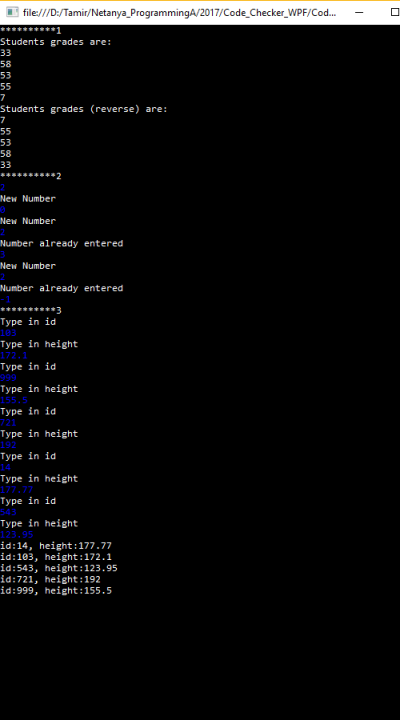 file:///D:/Tamir/Netanya_ProgrammingA/2017/Code_Checker_WPF/Cod...
**********1
Students grades are:
33
58
53
55
7
Students grades (reverse) are:
7
55
53
58
33
**********2
2
New Number
0
New Number
2
Number already entered
3
New Number
2
Number already entered
-1
**********3
Type in id
103
Type in height
172.1
Type in id
999
Type in height
155.5
Type in id
721
Type in height
192
Type in id
14
Type in height
177.77
Type in id
543
Type in height
123.95
id:14, height:177.77
id:103, height:172.1
id:543, height:123.95
id:721, height:192
id:999, height:155.5